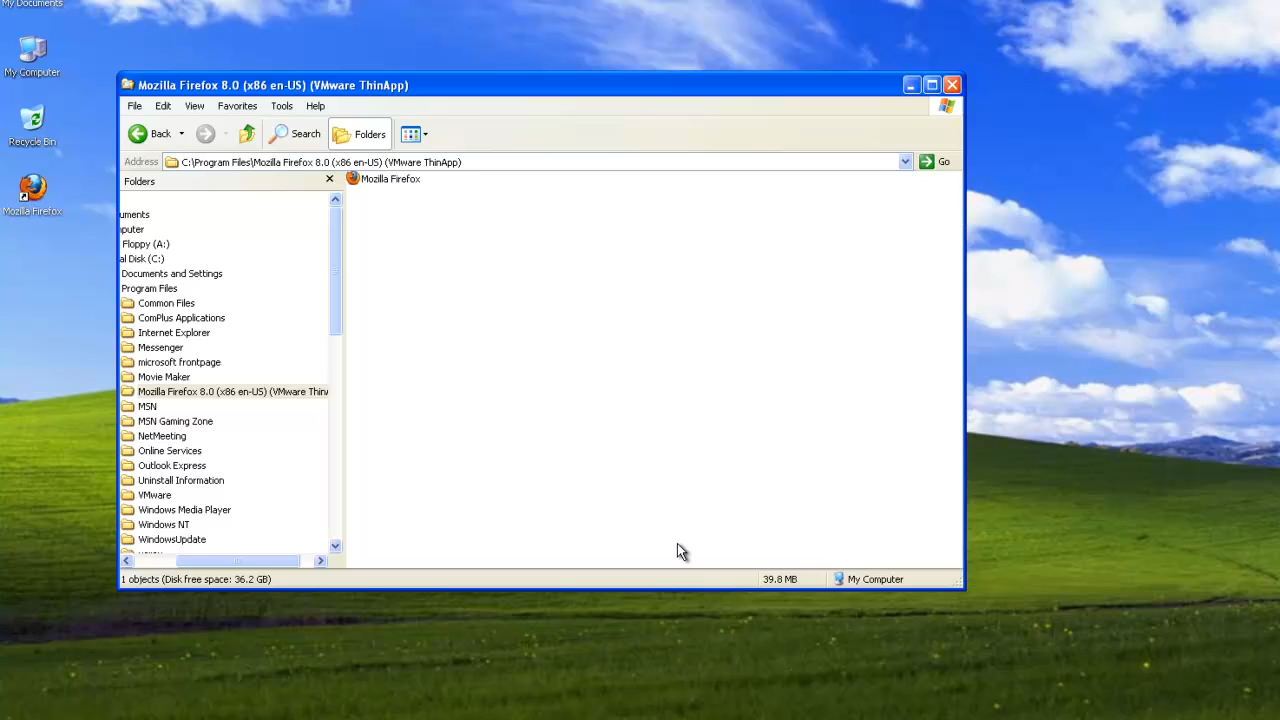 My Documents
My Computer
Recycle Bin
Mozilla Firefox
Mozilla Firefox 8.0 (x86 en-US) (VMware ThinApp)
File Edit View Favorites Tools Help
Back Search Folders
Address C:\Program Files\Mozilla Firefox 8.0 (x86 en-US) (VMware ThinApp) Go
Folders
Mozilla Firefox
uments
puter
Floppy (A:)
al Disk (C:)
Documents and Settings
Program Files
Common Files
ComPlus Applications
Internet Explorer
Messenger
microsoft frontpage
Movie Maker
Mozilla Firefox 8.0 (x86 en-US) (VMware Thin
MSN
MSN Gaming Zone
NetMeeting
Online Services
Outlook Express
Uninstall Information
VMware
Windows Media Player
Windows NT
WindowsUpdate
1 objects (Disk free space: 36.2 GB) 39.8 MB My Computer